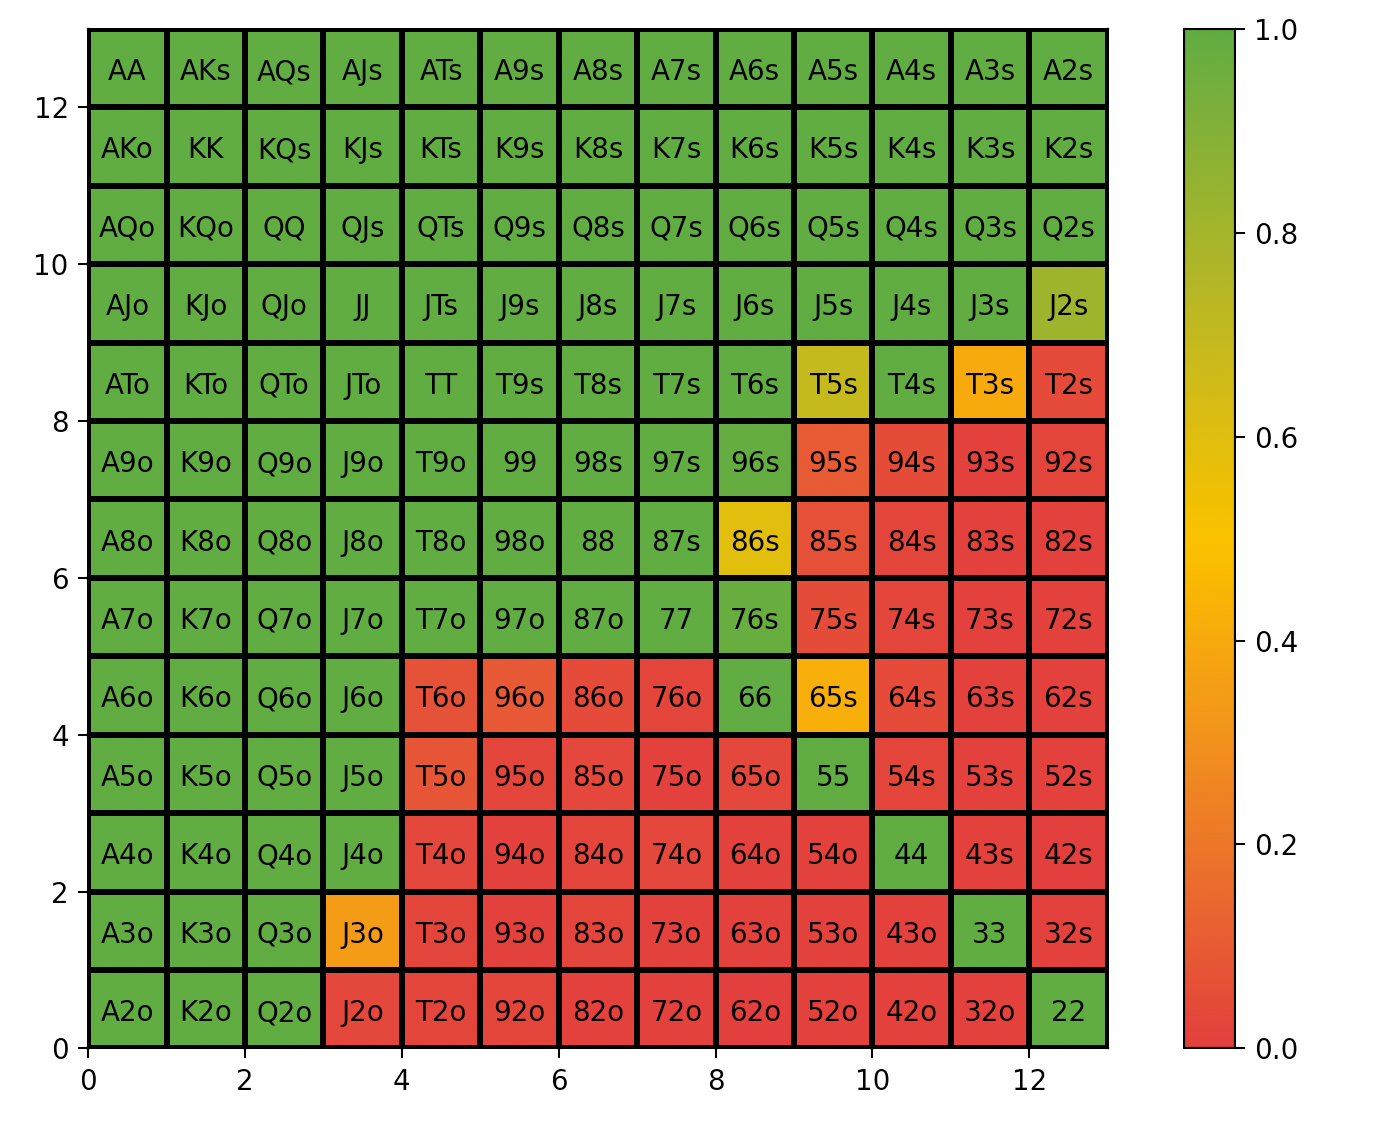 AA AKs AQs AJs ATs A9s A8s A7s A6s A5s A4s A3s A2s 1.0
12
AKo KK KQs KJs KTs K9s K8s K7s K6s K5s K4s K3s K2s
AQo KQo QQ QJs QTs Q9s Q8s Q7s Q6s Q5s Q4s Q3s Q2s 0.8
10
AJo KJo QJo JJ JTs J9s J8s J7s J6s J5s J4s J3s J2s
ATo KTo QTo JTo TT T9s T8s T7s T6s T5s T4s T3s T2s
8 0.6
A9o K9o Q9o J9o T9o 99 98s 97s 96s 95s 94s 93s 92s
A8o K8o Q8o J8o T8o 98o 88 87s 86s 85s 84s 83s 82s
6
A7o K7o Q7o J7o T7o 97o 87o 77 76s 75s 74s 73s 72s 0.4
A6o K6o Q6o J6o T6o 96o 86o 76o 66 65s 64s 63s 62s
4
A5o K5o Q5o J5o T5o 95o 85o 75o 65o 55 54s 53s 52s
A4o K4o Q4o J4o T4o 94o 84o 74o 64o 54o 44 43s 42s 0.2
2
A3o K3o Q3o J3o T3o 93o 83o 73o 63o 53o 43o 33 32s
A2o K2o Q2o J2o T2o 92o 82o 72o 62o 52o 42o 32o 22
0 0.0
0 2 4 6 8 10 12